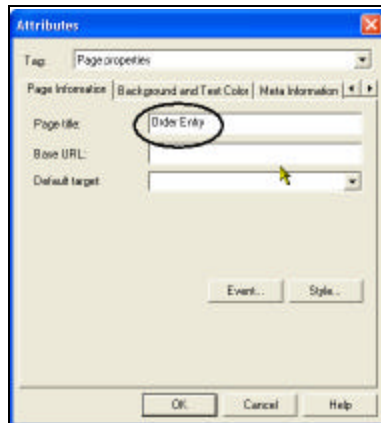 Attributes
Tag: Page properties
Page Information Background and Text Color Meta Information
Page title: Order Entry
Base URL:
Default target:
Event... Style...
OK Cancel Help